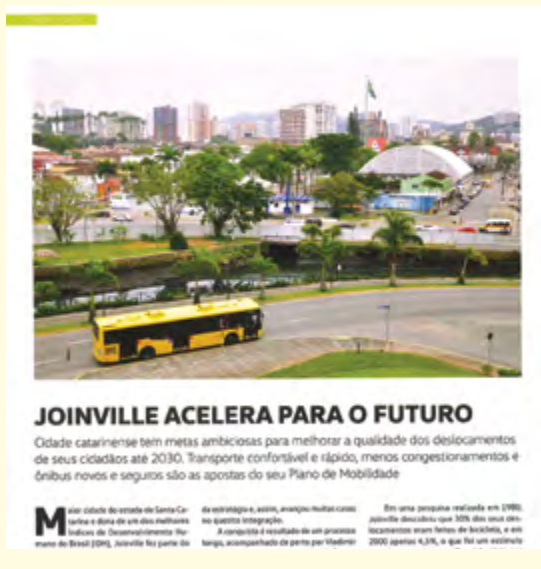 JOINVILLE ACELERA PARA O FUTURO
Cidade catarinense tem metas ambiciosas para melhorar a qualidade dos deslocamentos
de seus cidadãos até 2030. Transporte confortável e rápido, menos congestionamentos e
ônibus novos e seguros são as apostas do seu Plano de Mobilidade
Maior cidade do estado de Santa Ca-
tarina e dona de um dos melhores
Índices de Desenvolvimento Hu-
mano do Brasil (IDH), Joinville fez parte do
da estratégia e, assim, avançou muitas casas
no quesito integração.
A conquista é resultado de um processo
longo, acompanhado de perto por Vladimir
Em uma pesquisa realizada em 1980,
Joinville descobriu que 30% dos seus des-
locamentos eram feitos de bicicleta, e em
2000 apenas 4,5%, o que foi um estímulo